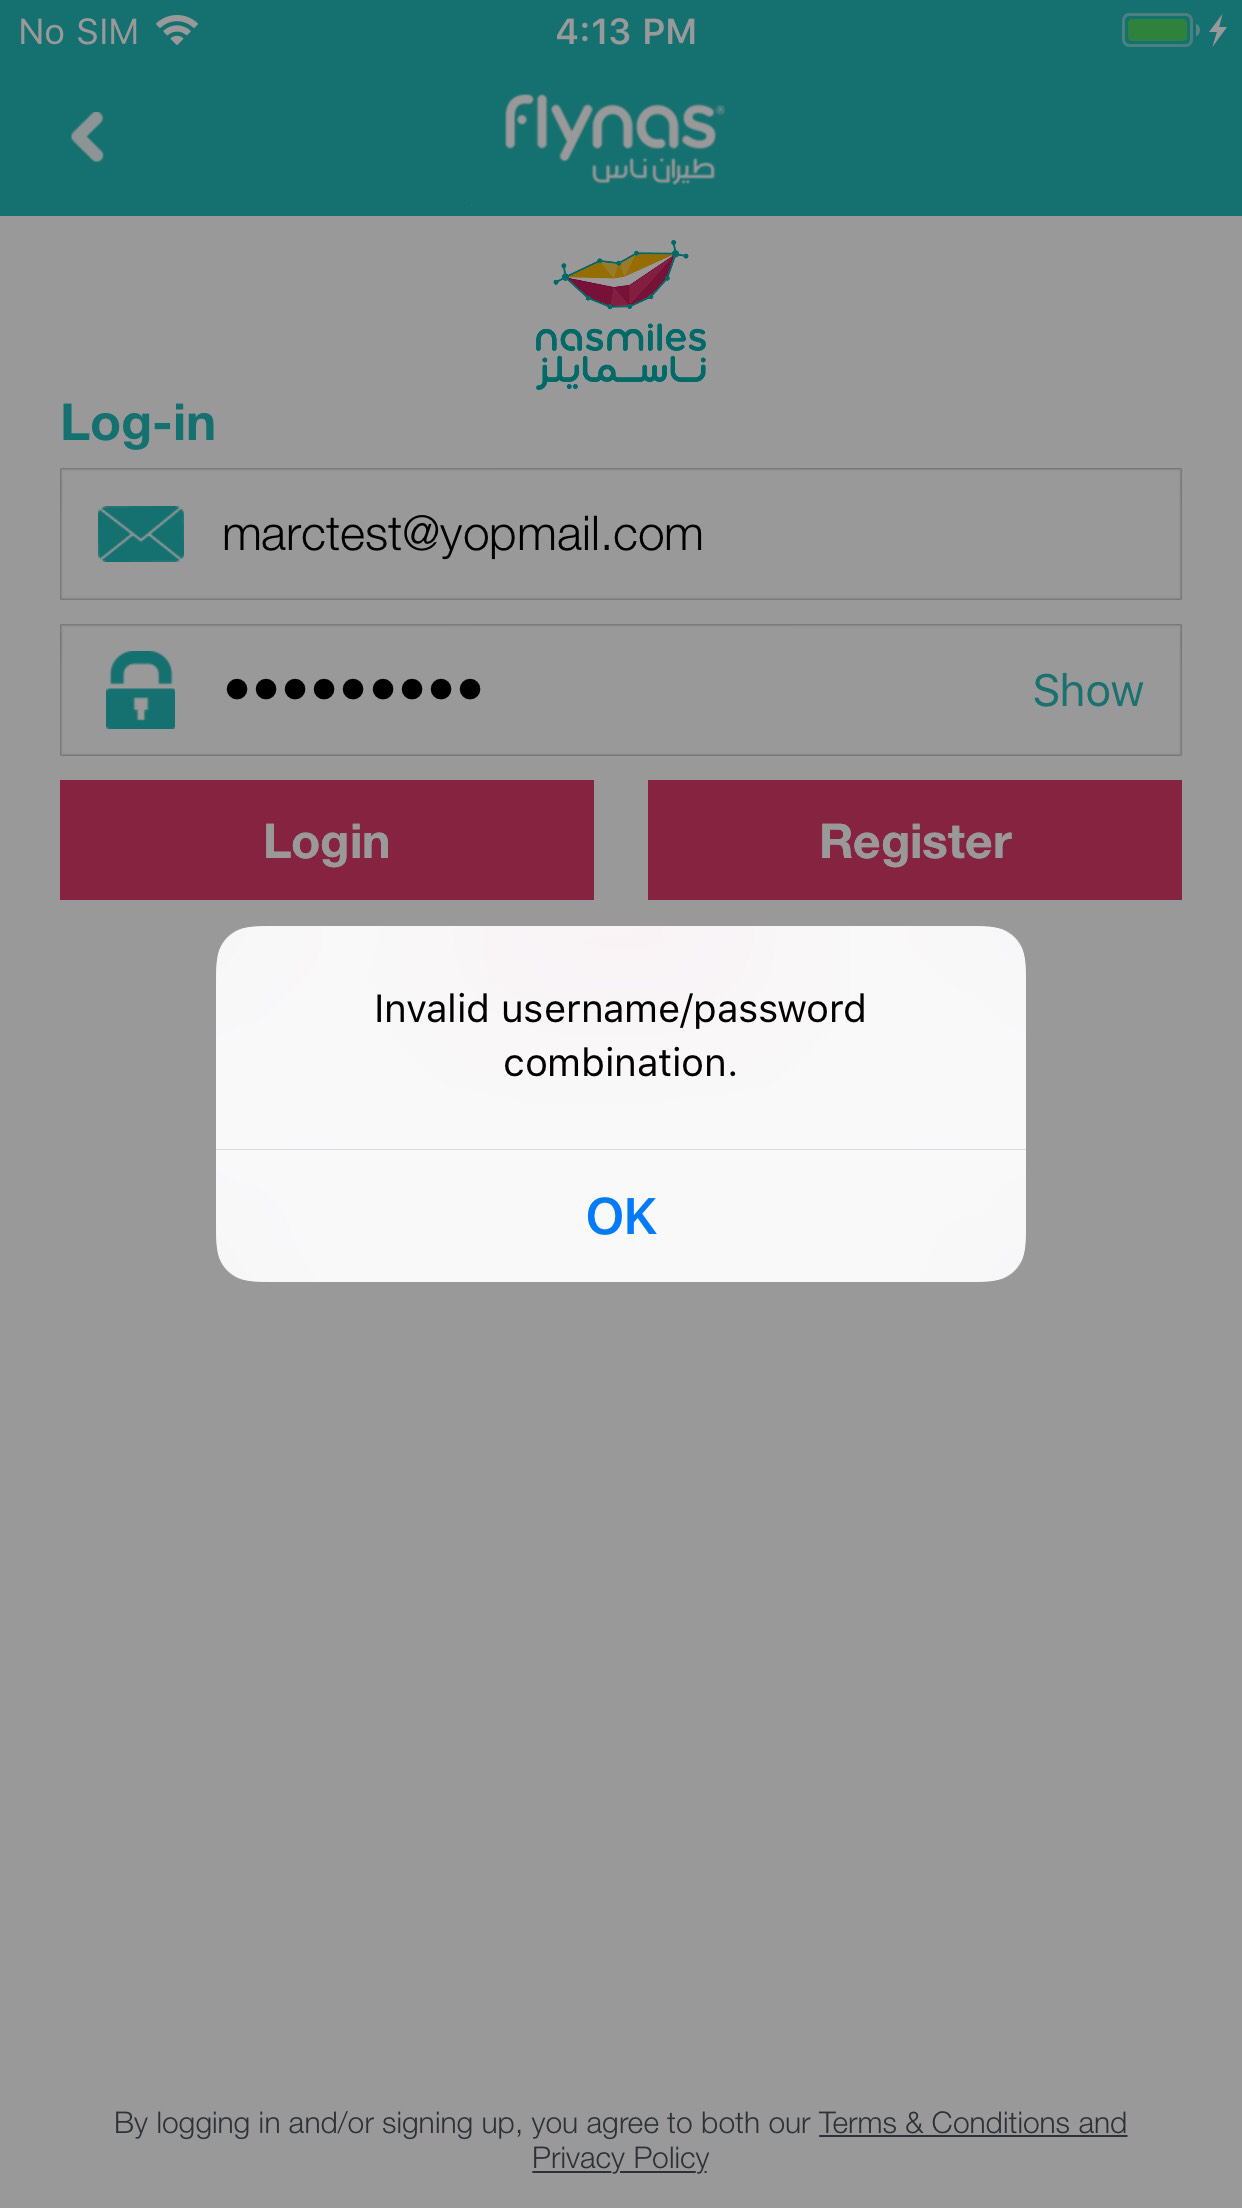 No SIM 4:13 PM
flynas
طيران ناس
nasmiles
ناسمايلز
Log-in
marctest@yopmail.com
Show
Login Register
Invalid username/password
combination.
OK
By logging in and/or signing up, you agree to both our Terms & Conditions and
Privacy Policy